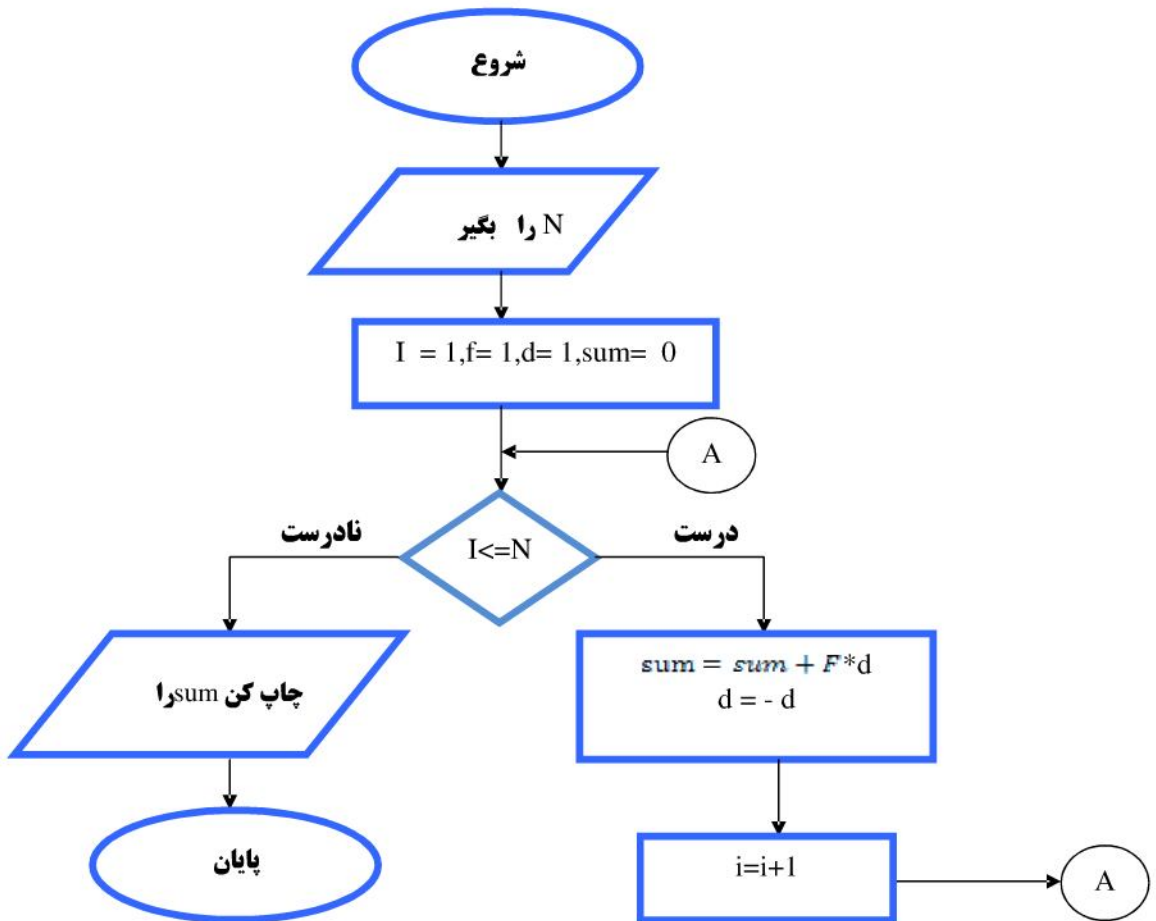 شروع
N را بگیر
I = 1,f= 1,d= 1,sum= 0
A
I<=N
نادرست
درست
sum = sum + F*d
d = - d
چاپ کن sumرا
پایان
i=i+1
A